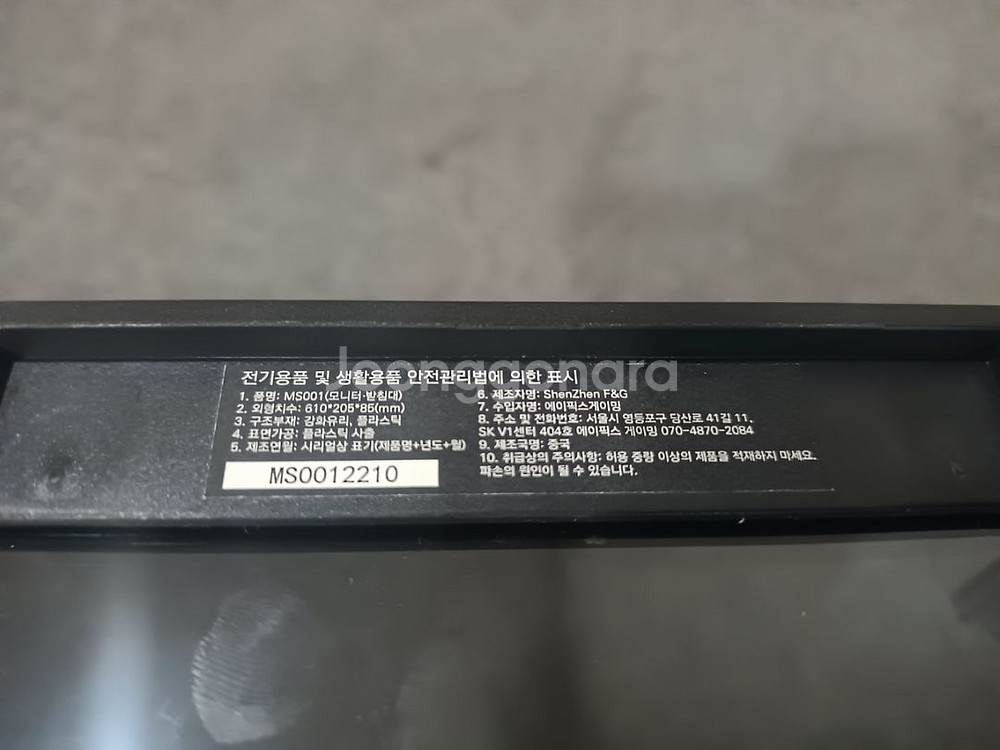 전기용품 및 생활용품 안전관리법에 의한 표시
1. 품명: MS001(모니터·받침대)
2. 외형치수: 610*205*85(mm)
3. 구조부재: 강화유리, 플라스틱
4. 표면가공: 플라스틱 사출
5. 제조연월: 시리얼상 표기(제품명+년도+월)
MS0012210
6. 제조자명: ShenZhen F&G
7. 수입자명: 에이픽스게이밍
8. 주소 및 전화번호: 서울시 영등포구 당산로 41길 11,
SK V1센터 404호 에이픽스 게이밍 070-4870-2084
9. 제조국명: 중국
10. 취급상의 주의사항: 허용 중량 이상의 제품을 적재하지 마세요.
파손의 원인이 될 수 있습니다.
Joonggonara